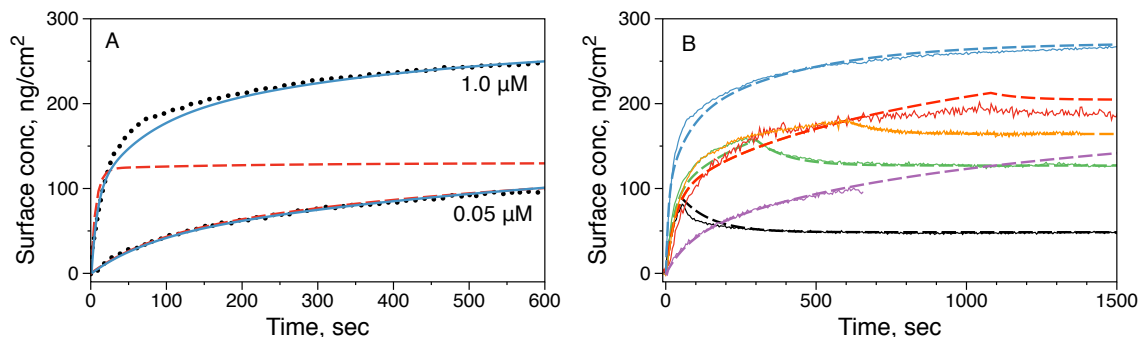 A
300
200
100
0
Surface conc, ng/cm²
1.0 µM
0.05 µM
0 100 200 300 400 500 600
Time, sec
B
300
200
100
0
Surface conc, ng/cm²
0 500 1000 1500
Time, sec